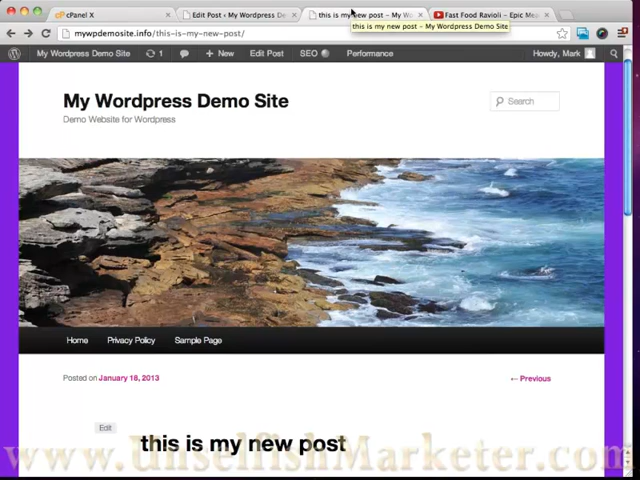 cPanel X
Edit Post ‹ My Wordpress De
this is my new post – My Wo
Fast Food Ravioli - Epic Mea
this is my new post – My Wordpress Demo Site
mywpdemosite.info/this-is-my-new-post/
My Wordpress Demo Site
1
+ New
Edit Post
SEO
Performance
Howdy, Mark
My Wordpress Demo Site
Search
Demo Website for Wordpress
Home
Privacy Policy
Sample Page
Posted on January 18, 2013
← Previous
Edit
this is my new post
www.UnselfishMarketer.com